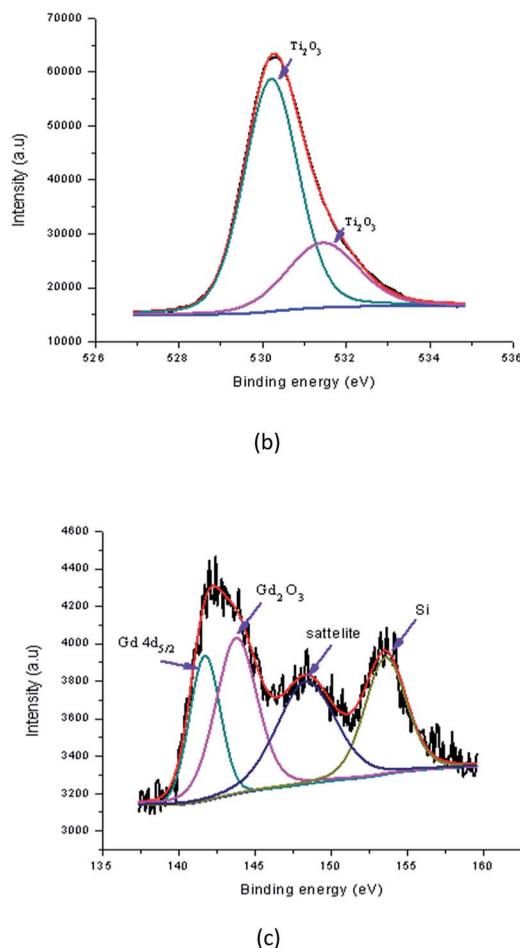 70000
Ti2O3
60000
50000
Intensity (a.u)
40000
Ti2O3
30000
20000
10000
526 528 530 532 534 536
Binding energy (eV)
(b)
4600
4400
Gd2 O3
4200
Si
sattelite
Gd 4d5/2
4000
3800
Intensity (a.u)
3600
3400
3200
3000
135 140 145 150 155 160
Binding energy (eV)
(c)